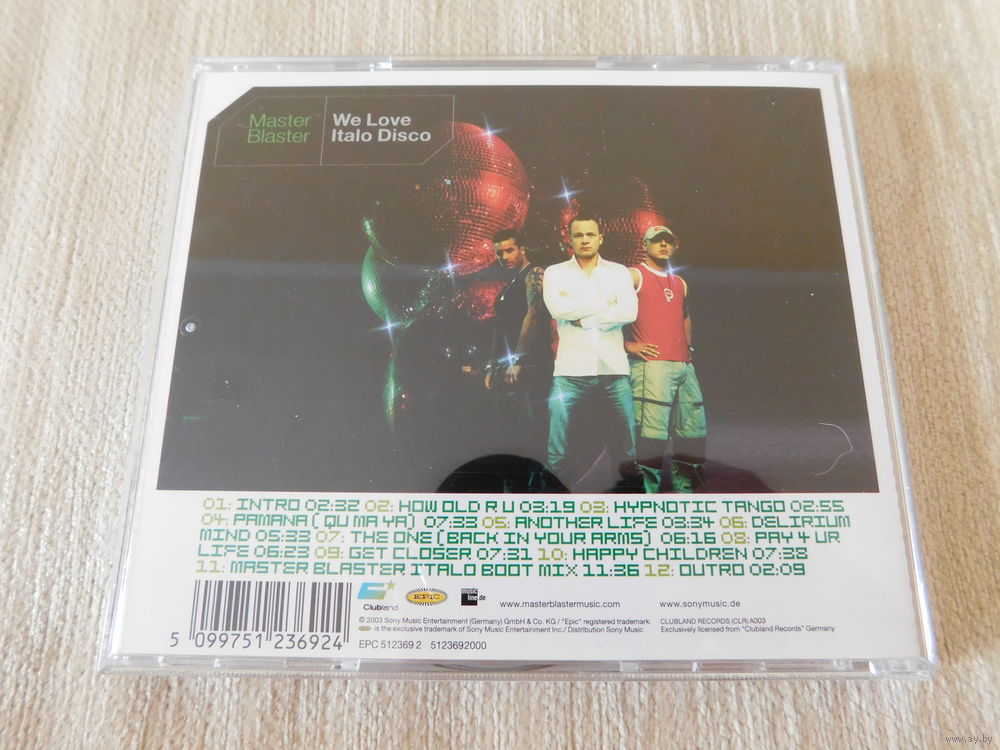 Master
Blaster
We Love
Italo Disco
01: INTRO 02:32 02: HOW OLD R U 03:19 03: HYPNOTIC TANGO 02:55
04: PAMANA ( QU MA YA ) 07:33 05: ANOTHER LIFE 03:34 06: DELIRIUM
MIND 05:33 07: THE ONE ( BACK IN YOUR ARMS ) 06:16 08: PAY 4 UR
LIFE 06:23 09: GET CLOSER 07:31 10: HAPPY CHILDREN 07:38
11: MASTER BLASTER ITALO BOOT MIX 11:36 12: OUTRO 02:09
Clubland
EPIC
music line.de
www.masterblastermusic.com
www.sonymusic.de
© 2003 Sony Music Entertainment (Germany) GmbH & Co. KG / "Epic" registered trademark.
is the exclusive trademark of Sony Music Entertainment Inc./ Distribution Sony Music
CLUBLAND RECORDS (CLR) A003
Exclusively licensed from "Clubland Records" Germany
EPC 512369 2 5123692000
5 099751 236924
www.ay.by